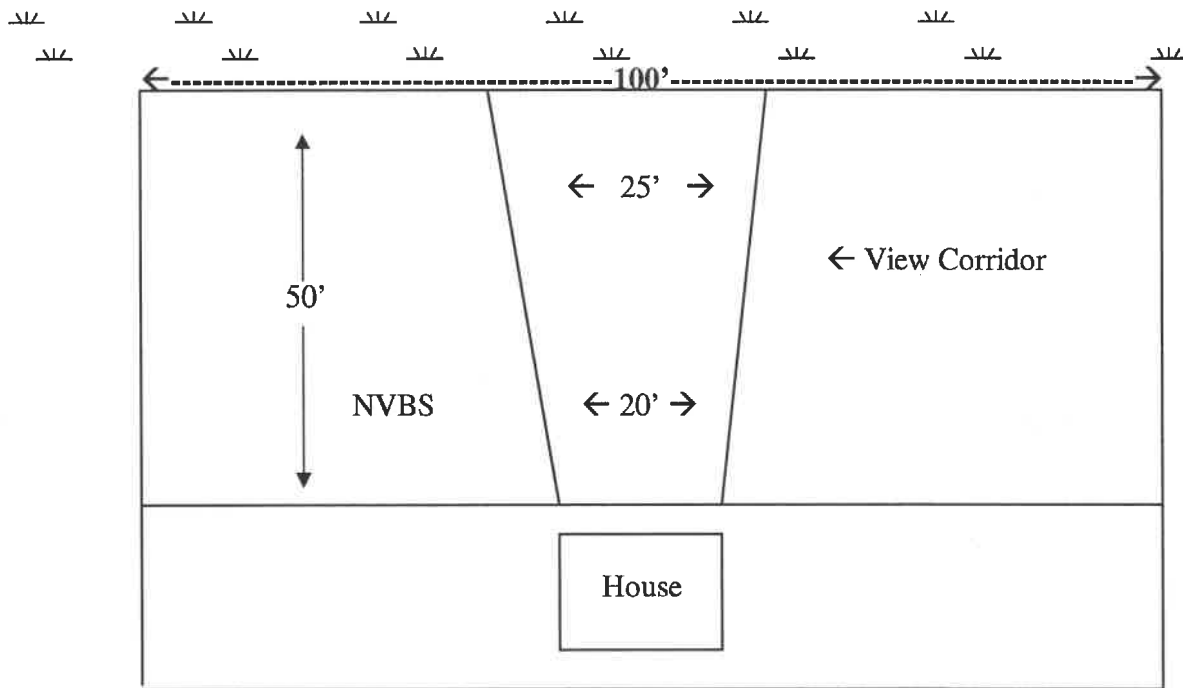 100’
← 25’ →
← View Corridor
50’
NVBS
← 20’ →
House